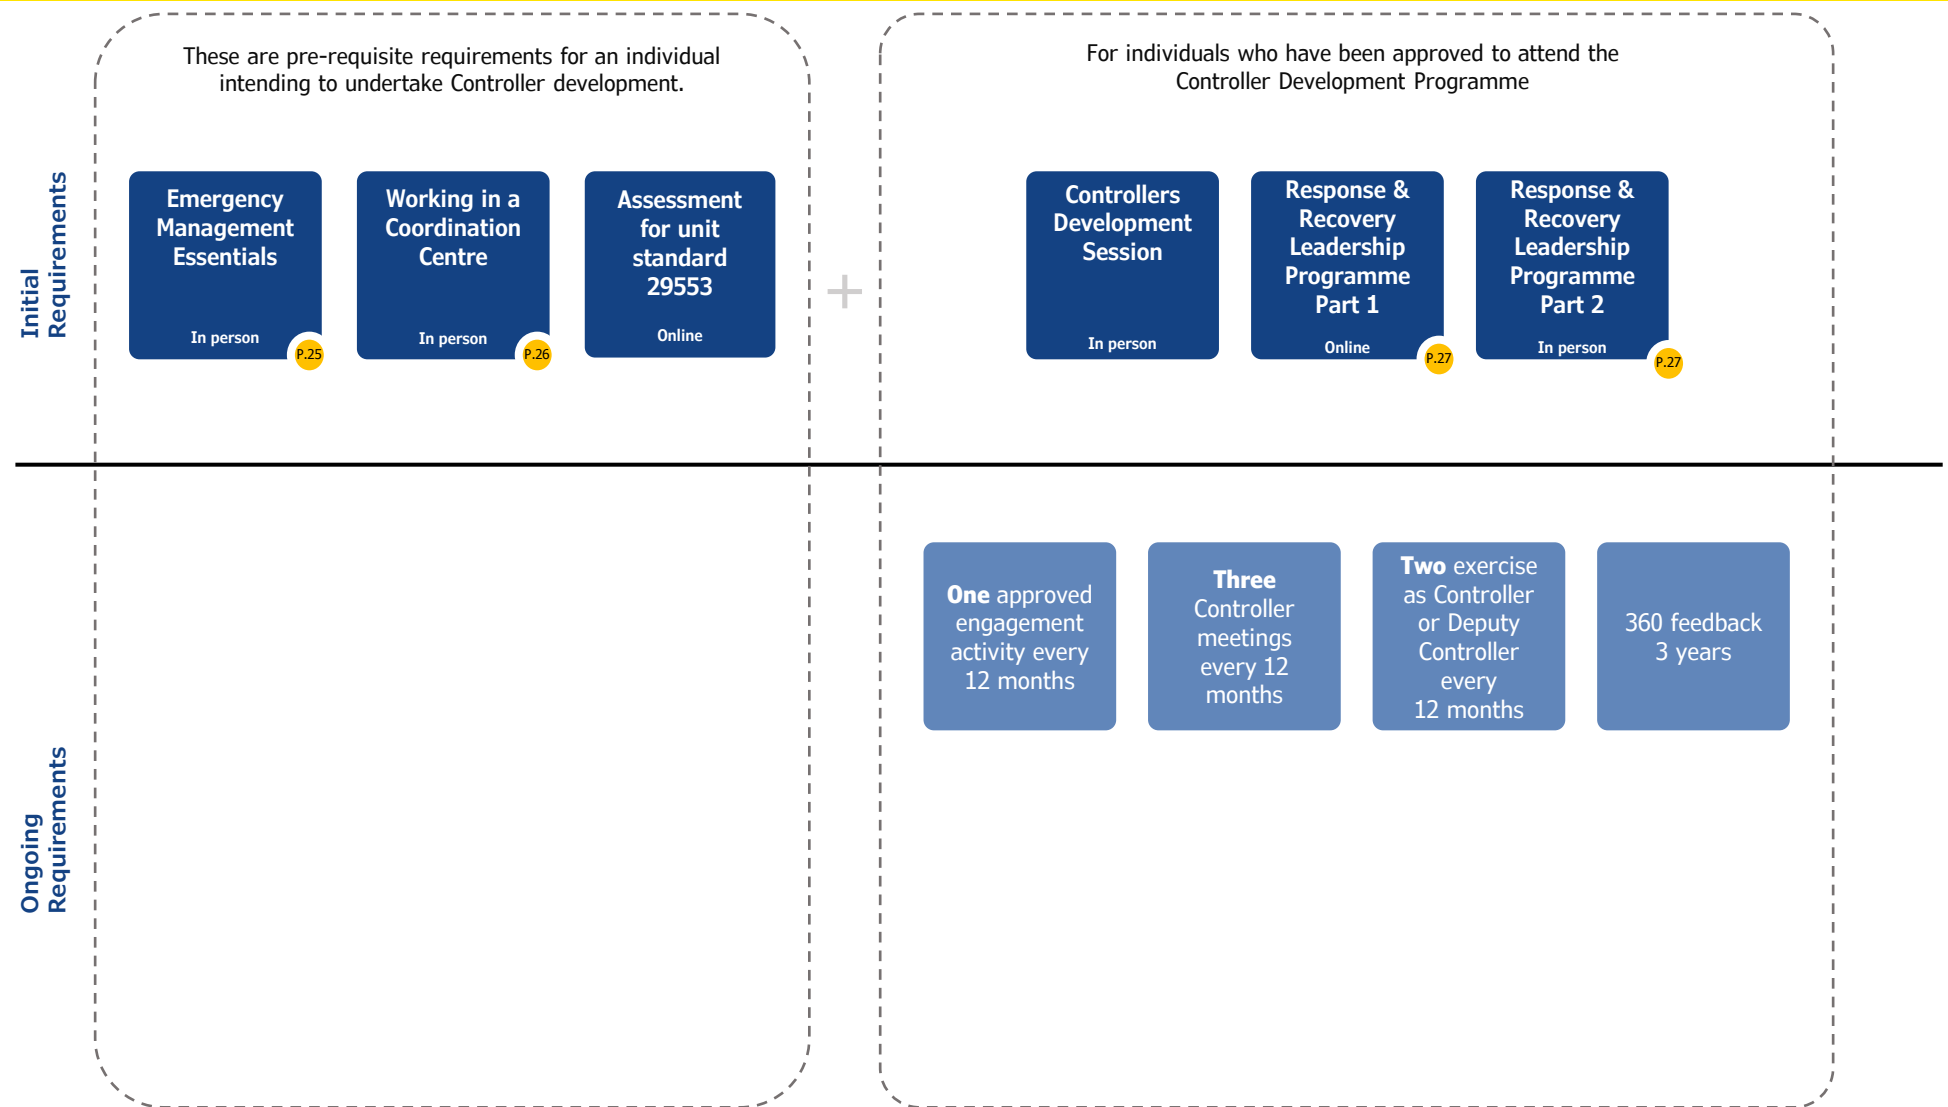 These are pre-requisite requirements for an individual
intending to undertake Controller development.
For individuals who have been approved to attend the
Controller Development Programme
Initial
Requirements
Emergency
Management
Essentials
In person
P.25
Working in a
Coordination
Centre
In person
P.26
Assessment
for unit
standard
29553
Online
+
Controllers
Development
Session
In person
Response &
Recovery
Leadership
Programme
Part 1
Online
P.27
Response &
Recovery
Leadership
Programme
Part 2
In person
P.27
Ongoing
Requirements
One approved
engagement
activity every
12 months
Three
Controller
meetings
every 12
months
Two exercise
as Controller
or Deputy
Controller
every
12 months
360 feedback
3 years